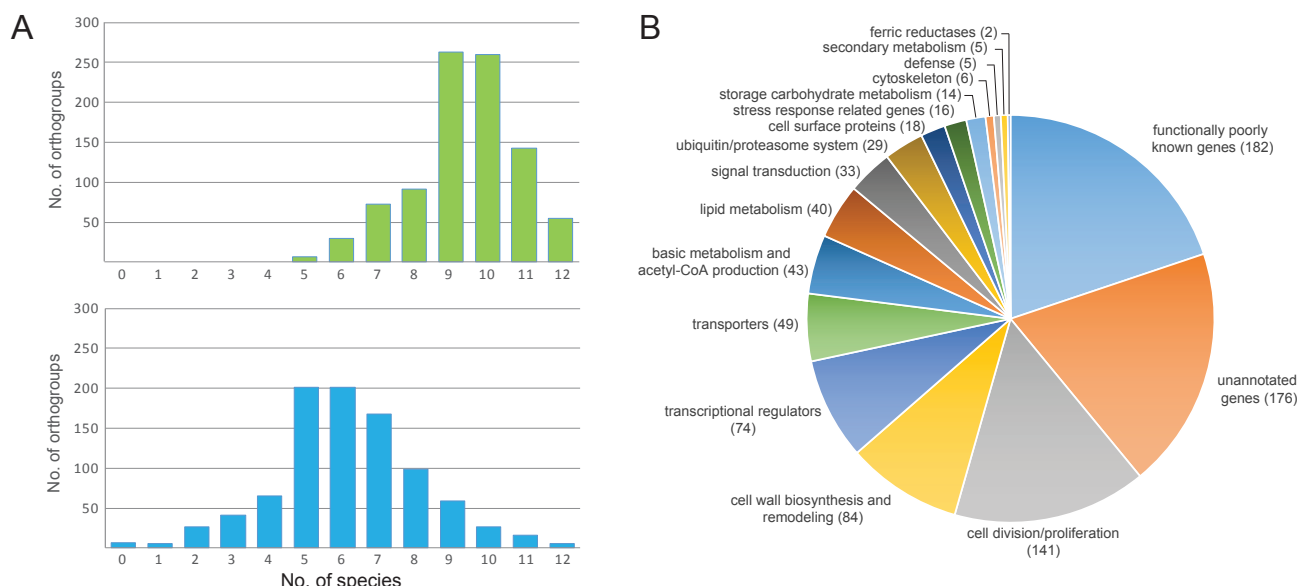 A
300
250
200
150
100
50
No. of orthogroups
0 1 2 3 4 5 6 7 8 9 10 11 12
300
250
200
150
100
50
No. of orthogroups
0 1 2 3 4 5 6 7 8 9 10 11 12
No. of species
B
ferric reductases (2)
secondary metabolism (5)
defense (5)
cytoskeleton (6)
storage carbohydrate metabolism (14)
stress response related genes (16)
cell surface proteins (18)
ubiquitin/proteasome system (29)
signal transduction (33)
lipid metabolism (40)
basic metabolism and
acetyl-CoA production (43)
transporters (49)
transcriptional regulators
(74)
cell wall biosynthesis and
remodeling (84)
cell division/proliferation
(141)
unannotated
genes (176)
functionally poorly
known genes (182)